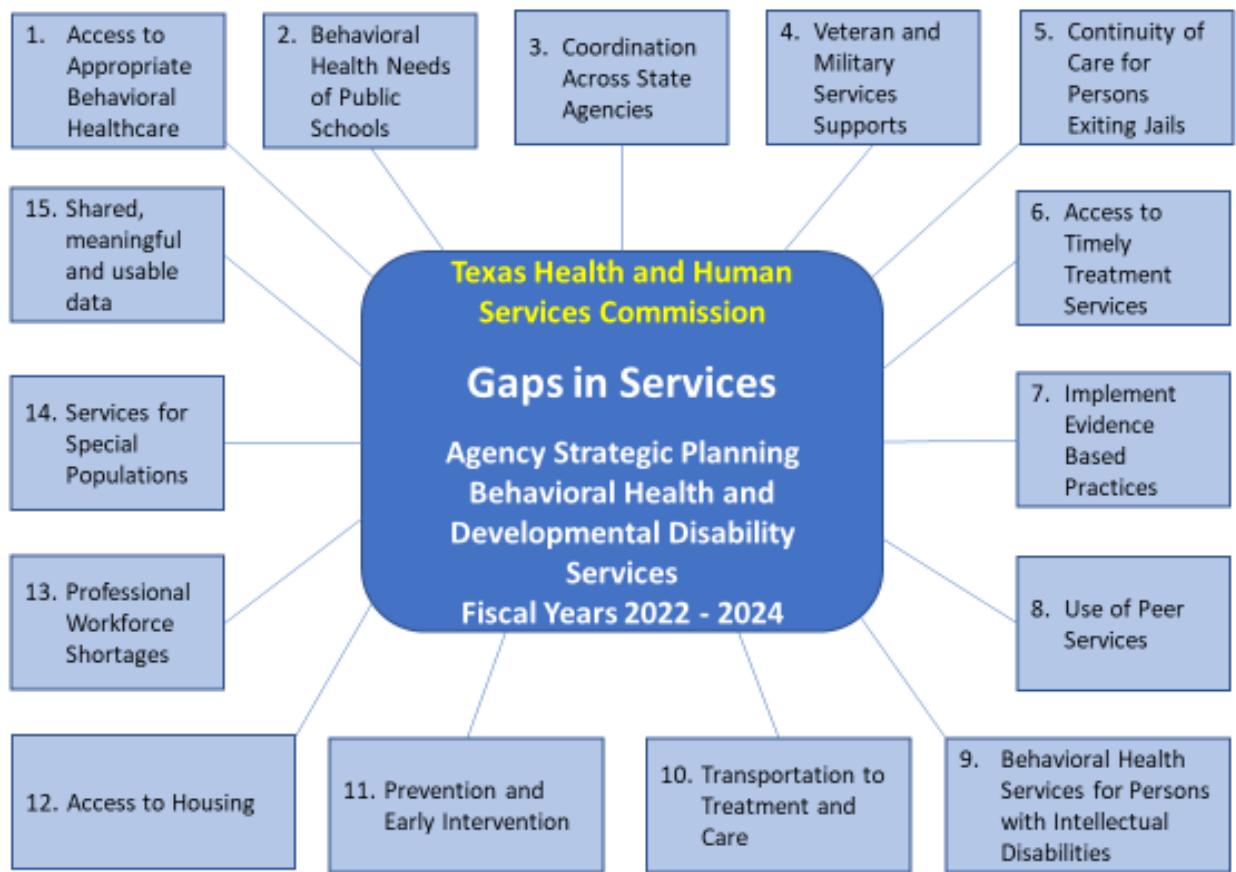 1. Access to
Appropriate
Behavioral
Healthcare
2. Behavioral
Health Needs
of Public
Schools
3. Coordination
Across State
Agencies
4. Veteran and
Military
Services
Supports
5. Continuity of
Care for
Persons
Exiting Jails
15. Shared,
meaningful
and usable
data
Texas Health and Human
Services Commission
Gaps in Services
Agency Strategic Planning
Behavioral Health and
Developmental Disability
Services
Fiscal Years 2022 - 2024
6. Access to
Timely
Treatment
Services
14. Services for
Special
Populations
7. Implement
Evidence
Based
Practices
13. Professional
Workforce
Shortages
8. Use of Peer
Services
12. Access to Housing
11. Prevention and
Early Intervention
10. Transportation to
Treatment and
Care
9. Behavioral Health
Services for Persons
with Intellectual
Disabilities